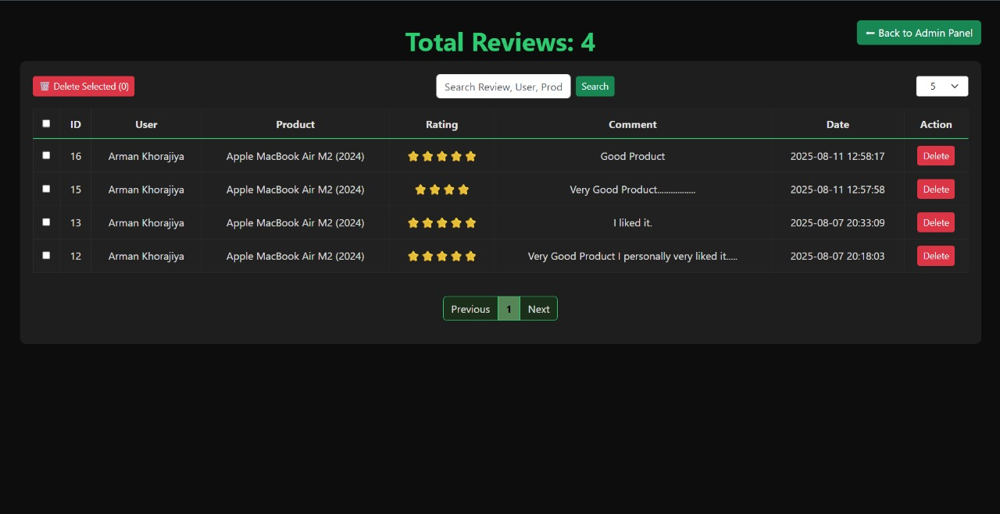 Total Reviews: 4
Back to Admin Panel
Delete Selected (0)
Search Review, User, Prod
Search
5
ID User Product Rating Comment Date Action
16 Arman Khorajiya Apple MacBook Air M2 (2024) Good Product 2025-08-11 12:58:17 Delete
15 Arman Khorajiya Apple MacBook Air M2 (2024) Very Good Product................. 2025-08-11 12:57:58 Delete
13 Arman Khorajiya Apple MacBook Air M2 (2024) I liked it. 2025-08-07 20:33:09 Delete
12 Arman Khorajiya Apple MacBook Air M2 (2024) Very Good Product I personally very liked it..... 2025-08-07 20:18:03 Delete
Previous 1 Next